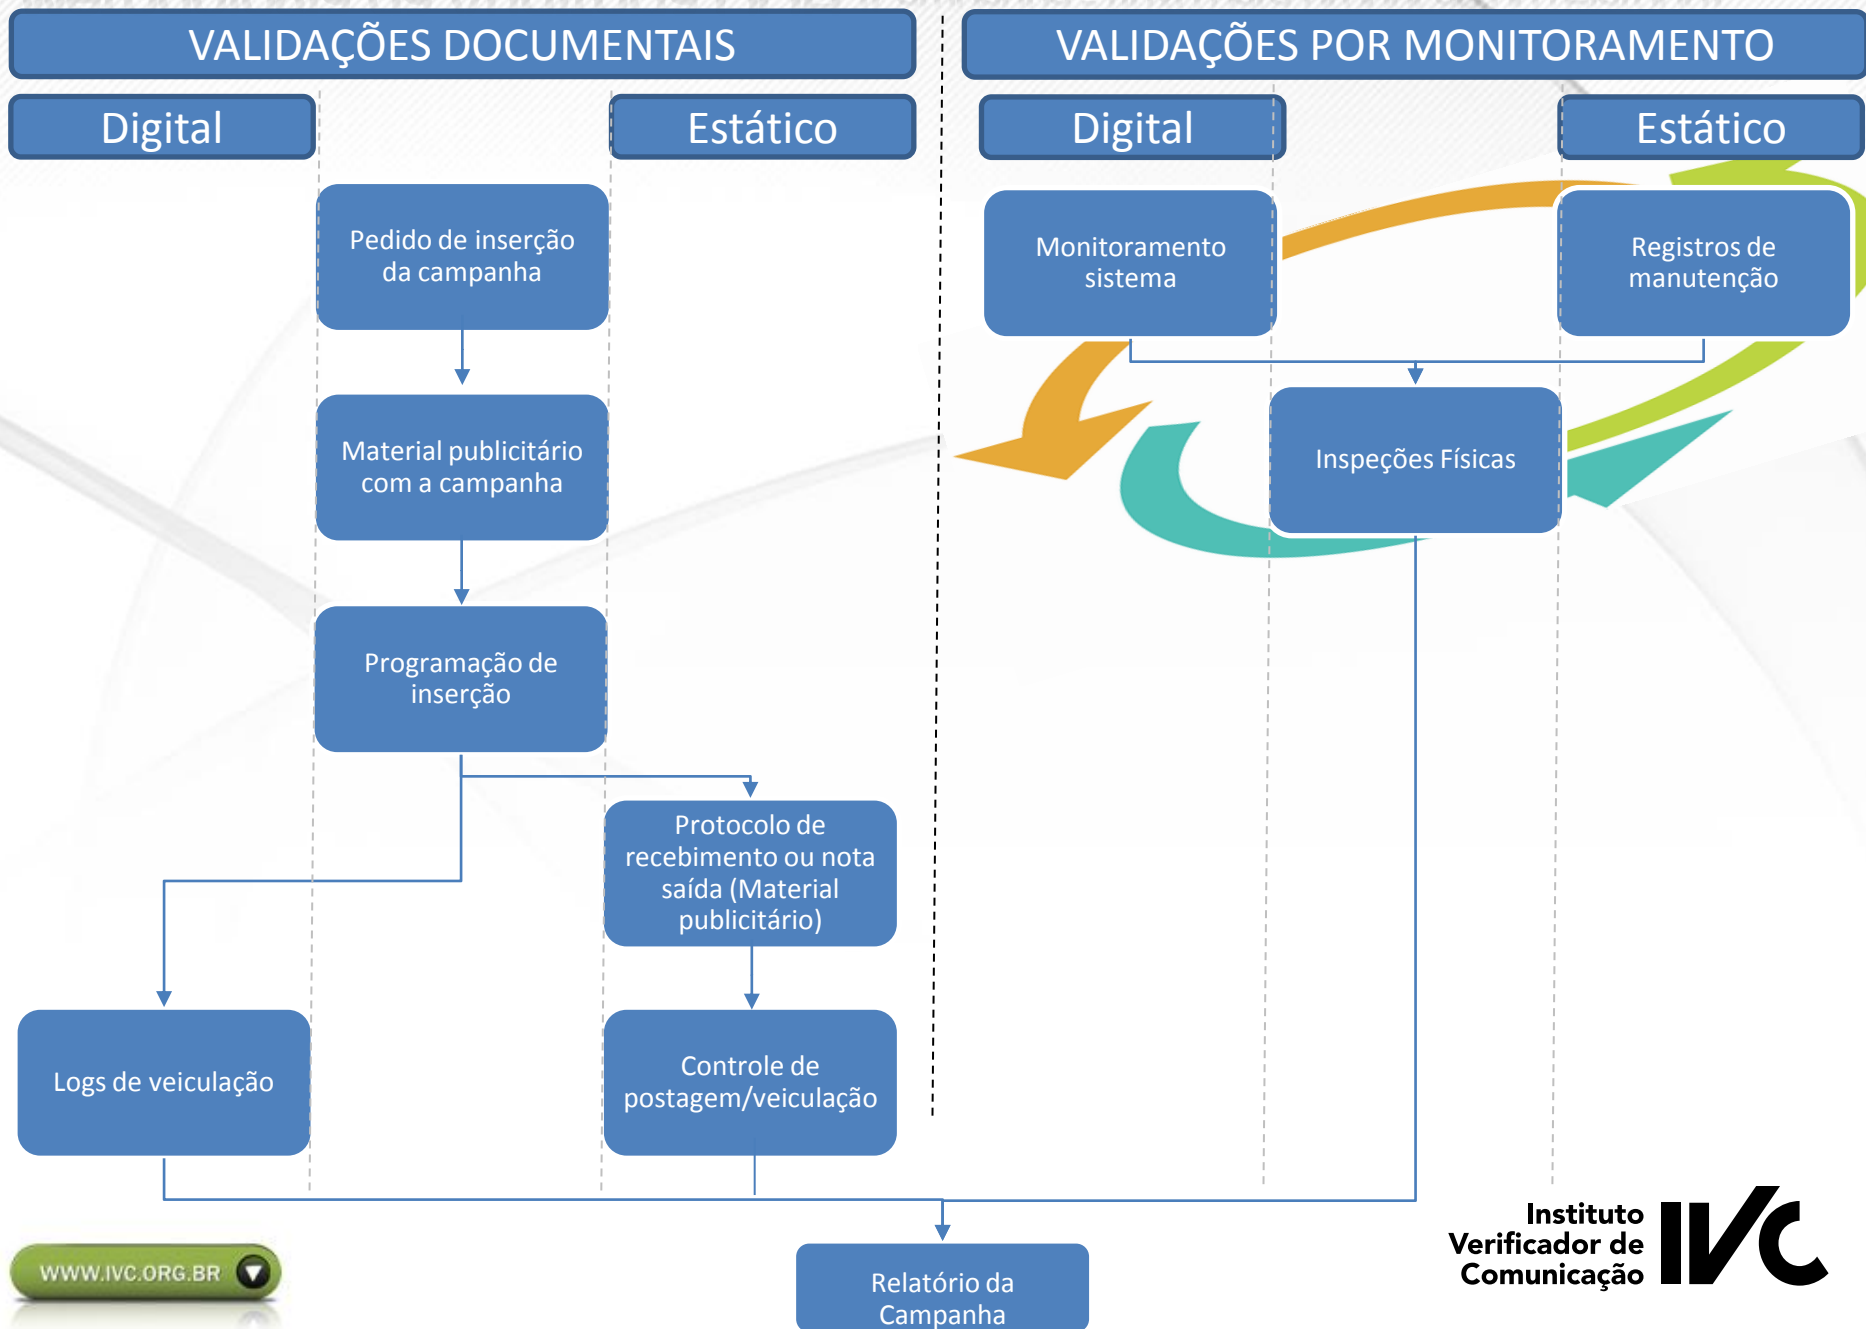 VALIDAÇÕES DOCUMENTAIS
VALIDAÇÕES POR MONITORAMENTO
Digital
Estático
Digital
Estático
Pedido de inserção
da campanha
Monitoramento
sistema
Registros de
manutenção
Material publicitário
com a campanha
Inspeções Físicas
Programação de
inserção
Protocolo de
recebimento ou nota
saída (Material
publicitário)
Logs de veiculação
Controle de
postagem/veiculação
Relatório da
Campanha
WWW.IVC.ORG.BR
Instituto
Verificador de
Comunicação
IVC